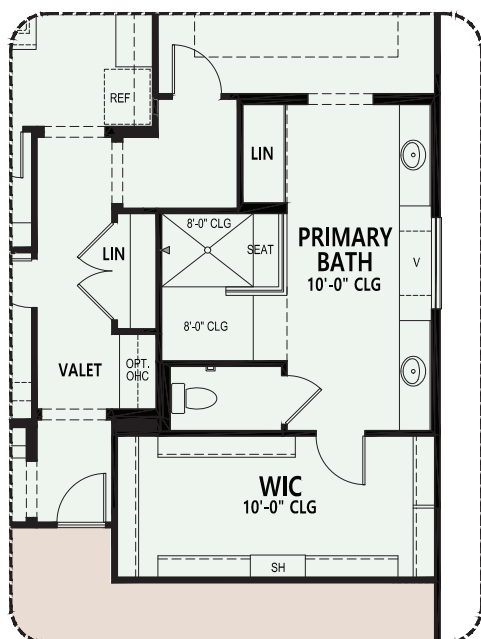 REF
LIN
8'-0" CLG
LIN
SEAT
PRIMARY
BATH
10'-0" CLG
V
8'-0" CLG
VALET
OPT.
OHC
WIC
10'-0" CLG
SH